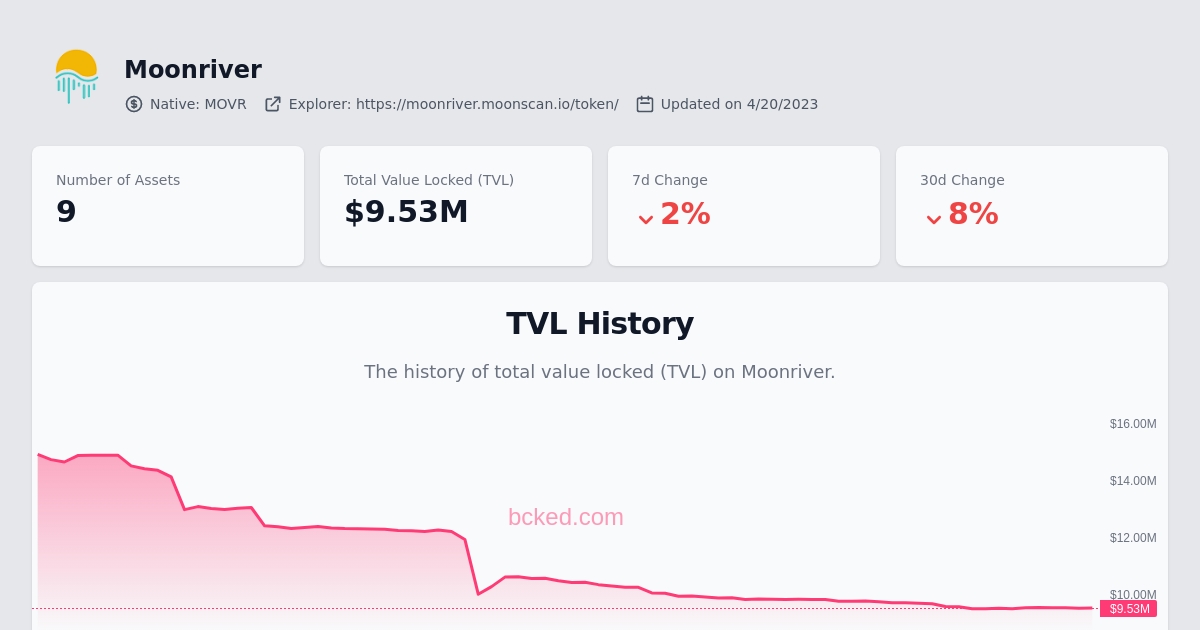 Moonriver
Native: MOVR Explorer: https://moonriver.moonscan.io/token/ Updated on 4/20/2023
Number of Assets
9
Total Value Locked (TVL)
$9.53M
7d Change
2%
30d Change
8%
TVL History
The history of total value locked (TVL) on Moonriver.
$16.00M
$14.00M
bcked.com
$12.00M
$10.00M
$9.53M